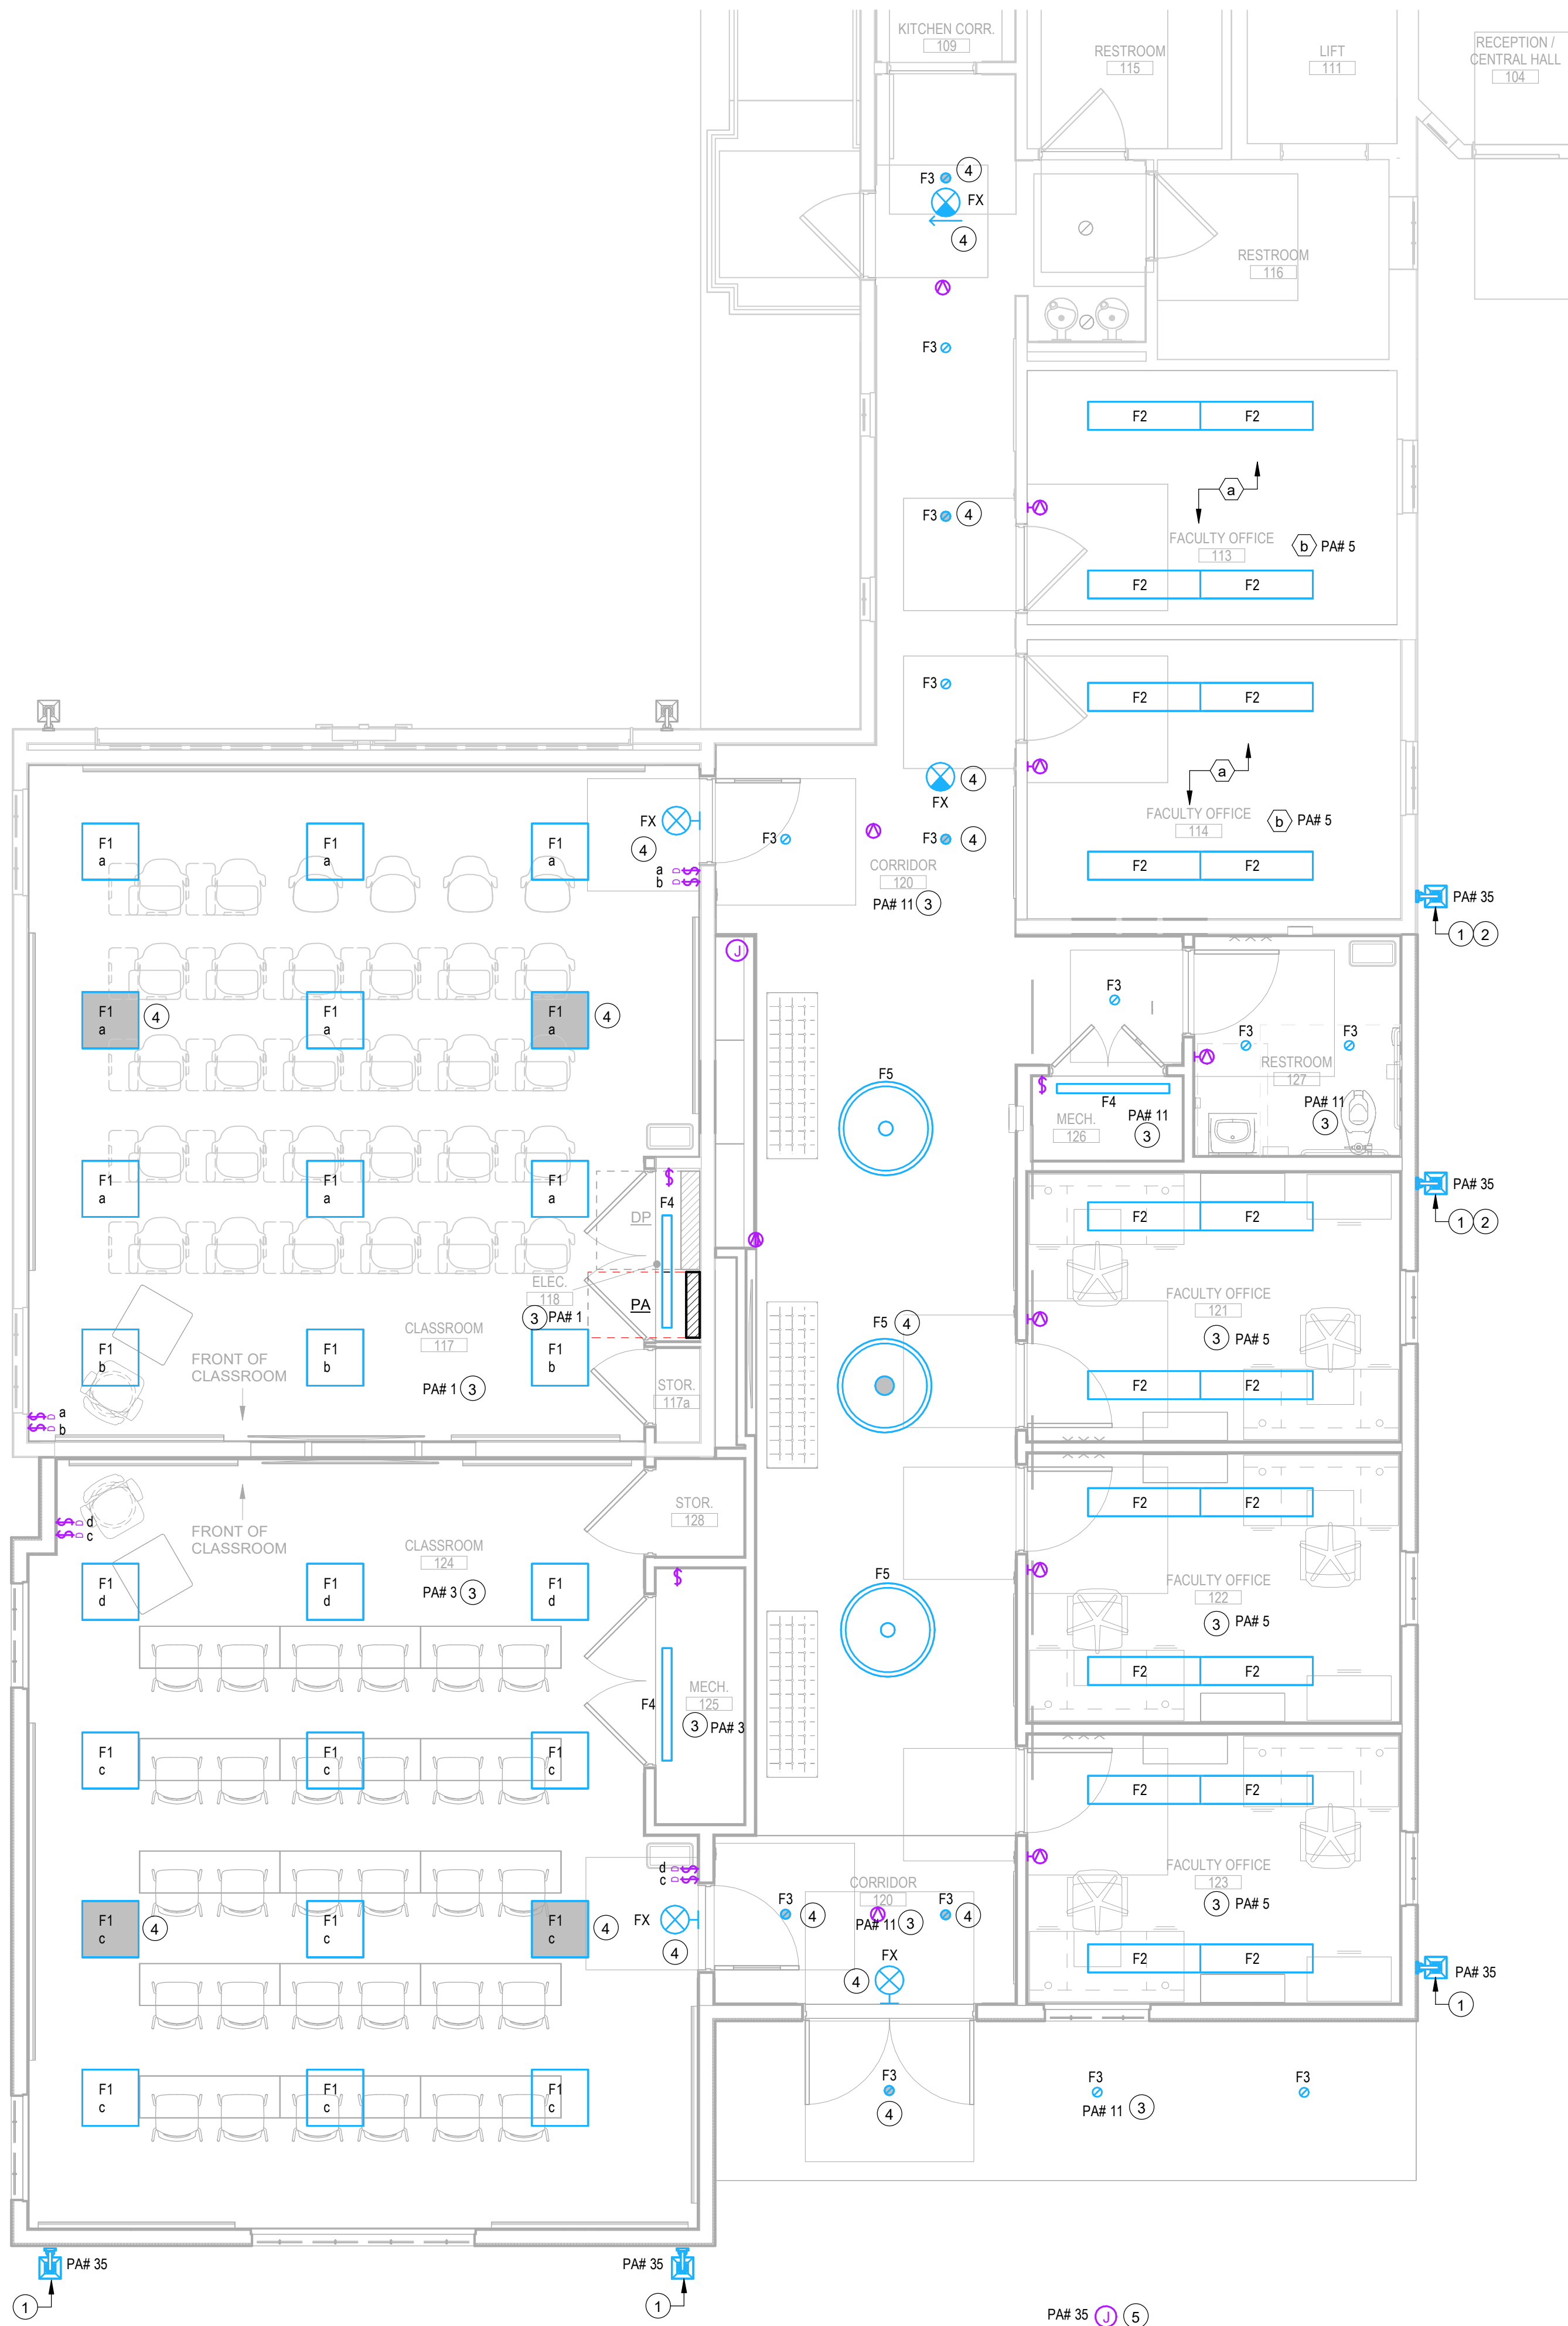 KITCHEN CORR.
109
RESTROOM
115
LIFT
111
RECEPTION /
CENTRAL HALL
104
F3
4
FX
4
RESTROOM
116
F3
F2
F2
a
F3
4
FACULTY OFFICE
113
b
PA# 5
F2
F2
F3
F2
F2
a
FX
4
FACULTY OFFICE
114
b
PA# 5
F1
a
F1
a
F1
a
FX
4
F3
F3
4
a
b
CORRIDOR
120
PA# 11
3
F2
F2
PA# 35
1
2
J
F1
a
4
F1
a
F1
a
4
F3
F3
F3
RESTROOM
127
PA# 11
3
F5
F4
MECH.
126
PA# 11
3
F1
a
F1
a
F1
a
DP
F4
ELEC.
118
3
PA# 1
PA
F2
F2
PA# 35
1
2
FACULTY OFFICE
121
3
PA# 5
F1
b
F1
b
F1
b
CLASSROOM
117
PA# 1
3
FRONT OF
CLASSROOM
STOR.
117a
F5
4
F2
F2
a
b
d
c
FRONT OF
CLASSROOM
CLASSROOM
124
PA# 3
3
STOR.
128
F2
F2
FACULTY OFFICE
122
3
PA# 5
F1
d
F1
d
F1
d
F5
F2
F2
F4
MECH.
125
3
PA# 3
F1
c
F1
c
F1
c
F2
F2
FACULTY OFFICE
123
3
PA# 5
d
c
CORRIDOR
120
PA# 11
3
F3
4
F3
4
F1
c
4
F1
c
F1
c
4
FX
4
FX
4
F2
F2
PA# 35
1
F1
c
F1
c
F1
c
F3
4
F3
PA# 11
3
F3
PA# 35
1
PA# 35
1
PA# 35
J
5